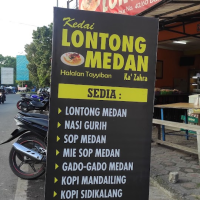 Kedai
LONTONG
MEDAN
Halalan Tayyiban
Ka' Zahra
SEDIA :
LONTONG MEDAN
NASI GURIH
SOP MEDAN
MIE SOP MEDAN
GADO-GADO MEDAN
KOPI MANDAILING
KOPI SIDIKALANG